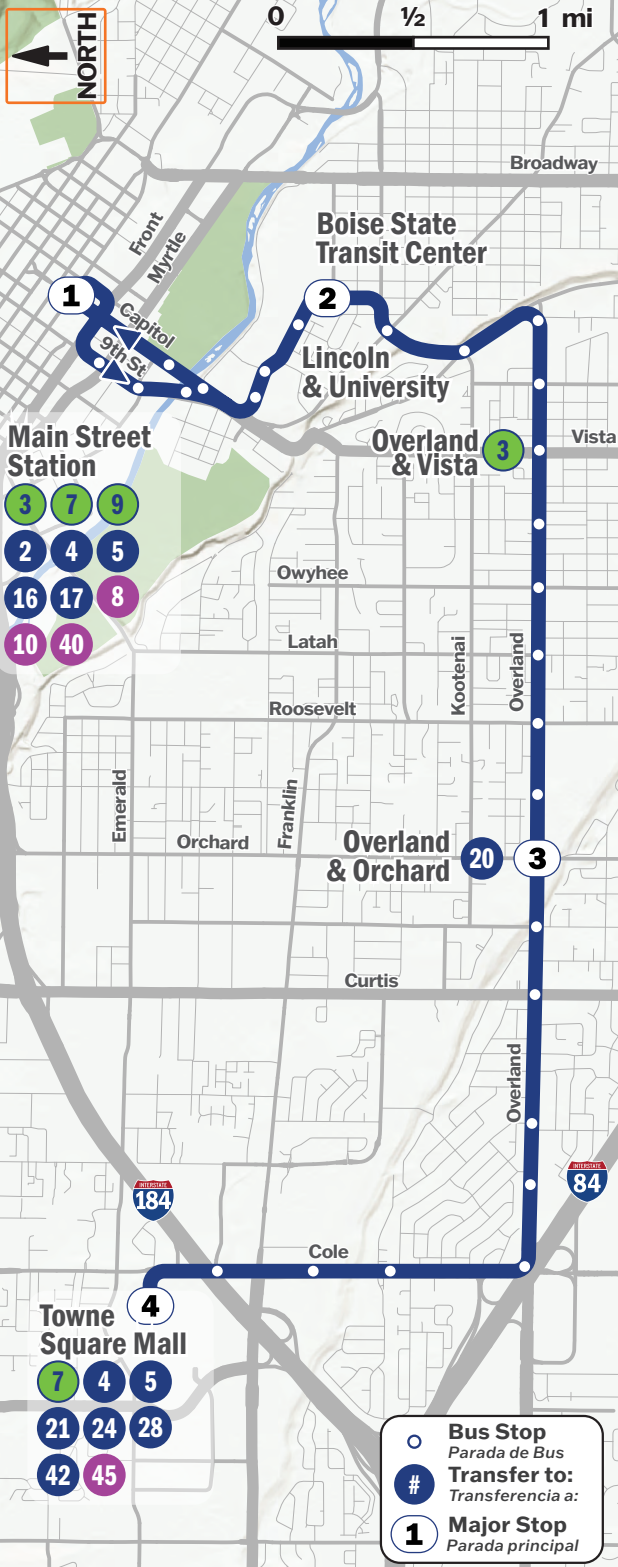 0 ½ 1 mi
NORTH
Broadway
Front
Myrtle
Boise State
Transit Center
1
2
Capitol
9th St
Lincoln
& University
Main Street
Station
3 7 9
2 4 5
16 17 8
10 40
Overland
& Vista
3
Vista
Owyhee
Latah
Kootenai
Overland
Roosevelt
Emerald
Franklin
Orchard
Overland
& Orchard
20
3
Curtis
Overland
INTERSTATE
184
INTERSTATE
84
Cole
4
Towne
Square Mall
7 4 5
21 24 28
42 45
Bus Stop
Parada de Bus
# Transfer to:
Transferencia a:
1 Major Stop
Parada principal